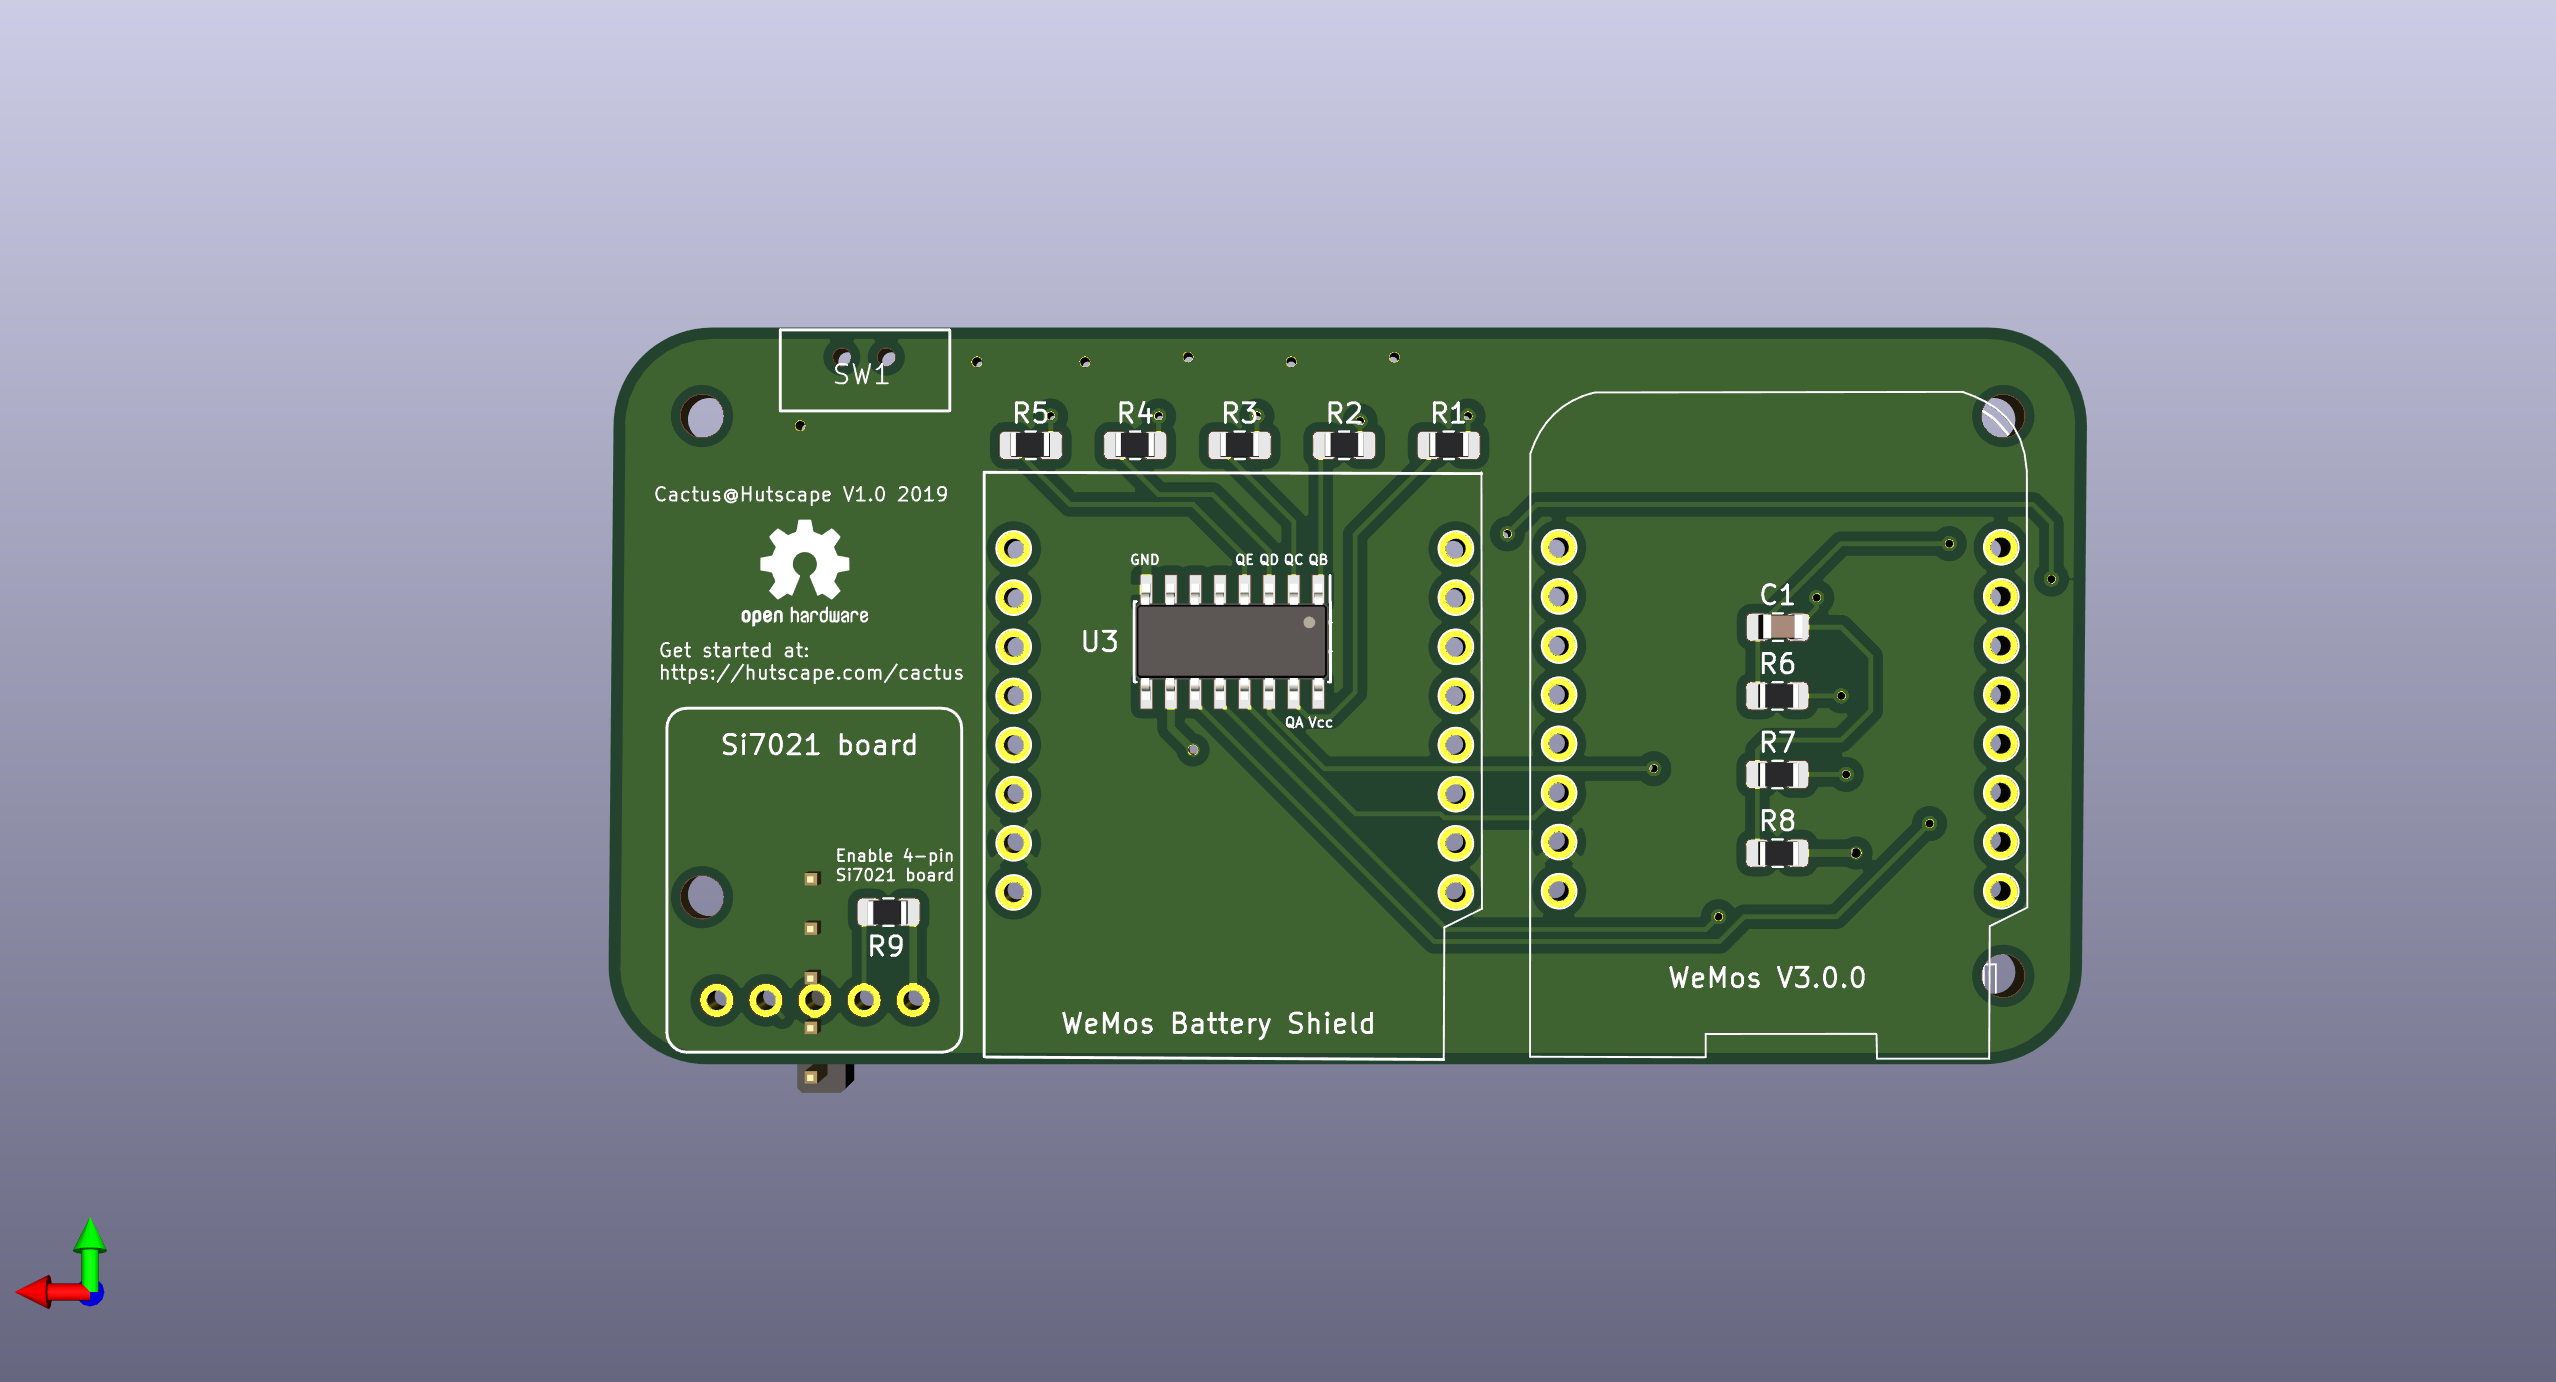 SW1
R5 R4 R3 R2 R1
Cactus@Hutscape V1.0 2019
open hardware
Get started at:
https://hutscape.com/cactus
Si7021 board
Enable 4-pin
Si7021 board
R9
GND QE QD QC QB
U3
QA Vcc
WeMos Battery Shield
C1
R6
R7
R8
WeMos V3.0.0